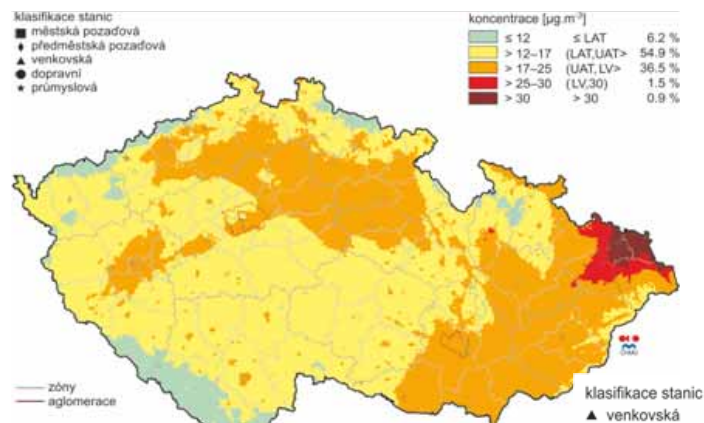 klasifikace stanic
■ městská pozaďová
♦ předměstská pozaďová
▲ venkovská
● dopravní
★ průmyslová
koncentrace [µg.m⁻³]
≤ 12 ≤ LAT 6.2 %
> 12–17 (LAT,UAT> 54.9 %
> 17–25 (UAT,LV> 36.5 %
> 25–30 (LV,30⟩ 1.5 %
> 30 > 30 0.9 %
ČHMÚ
zóny
aglomerace
klasifikace stanic
▲ venkovská